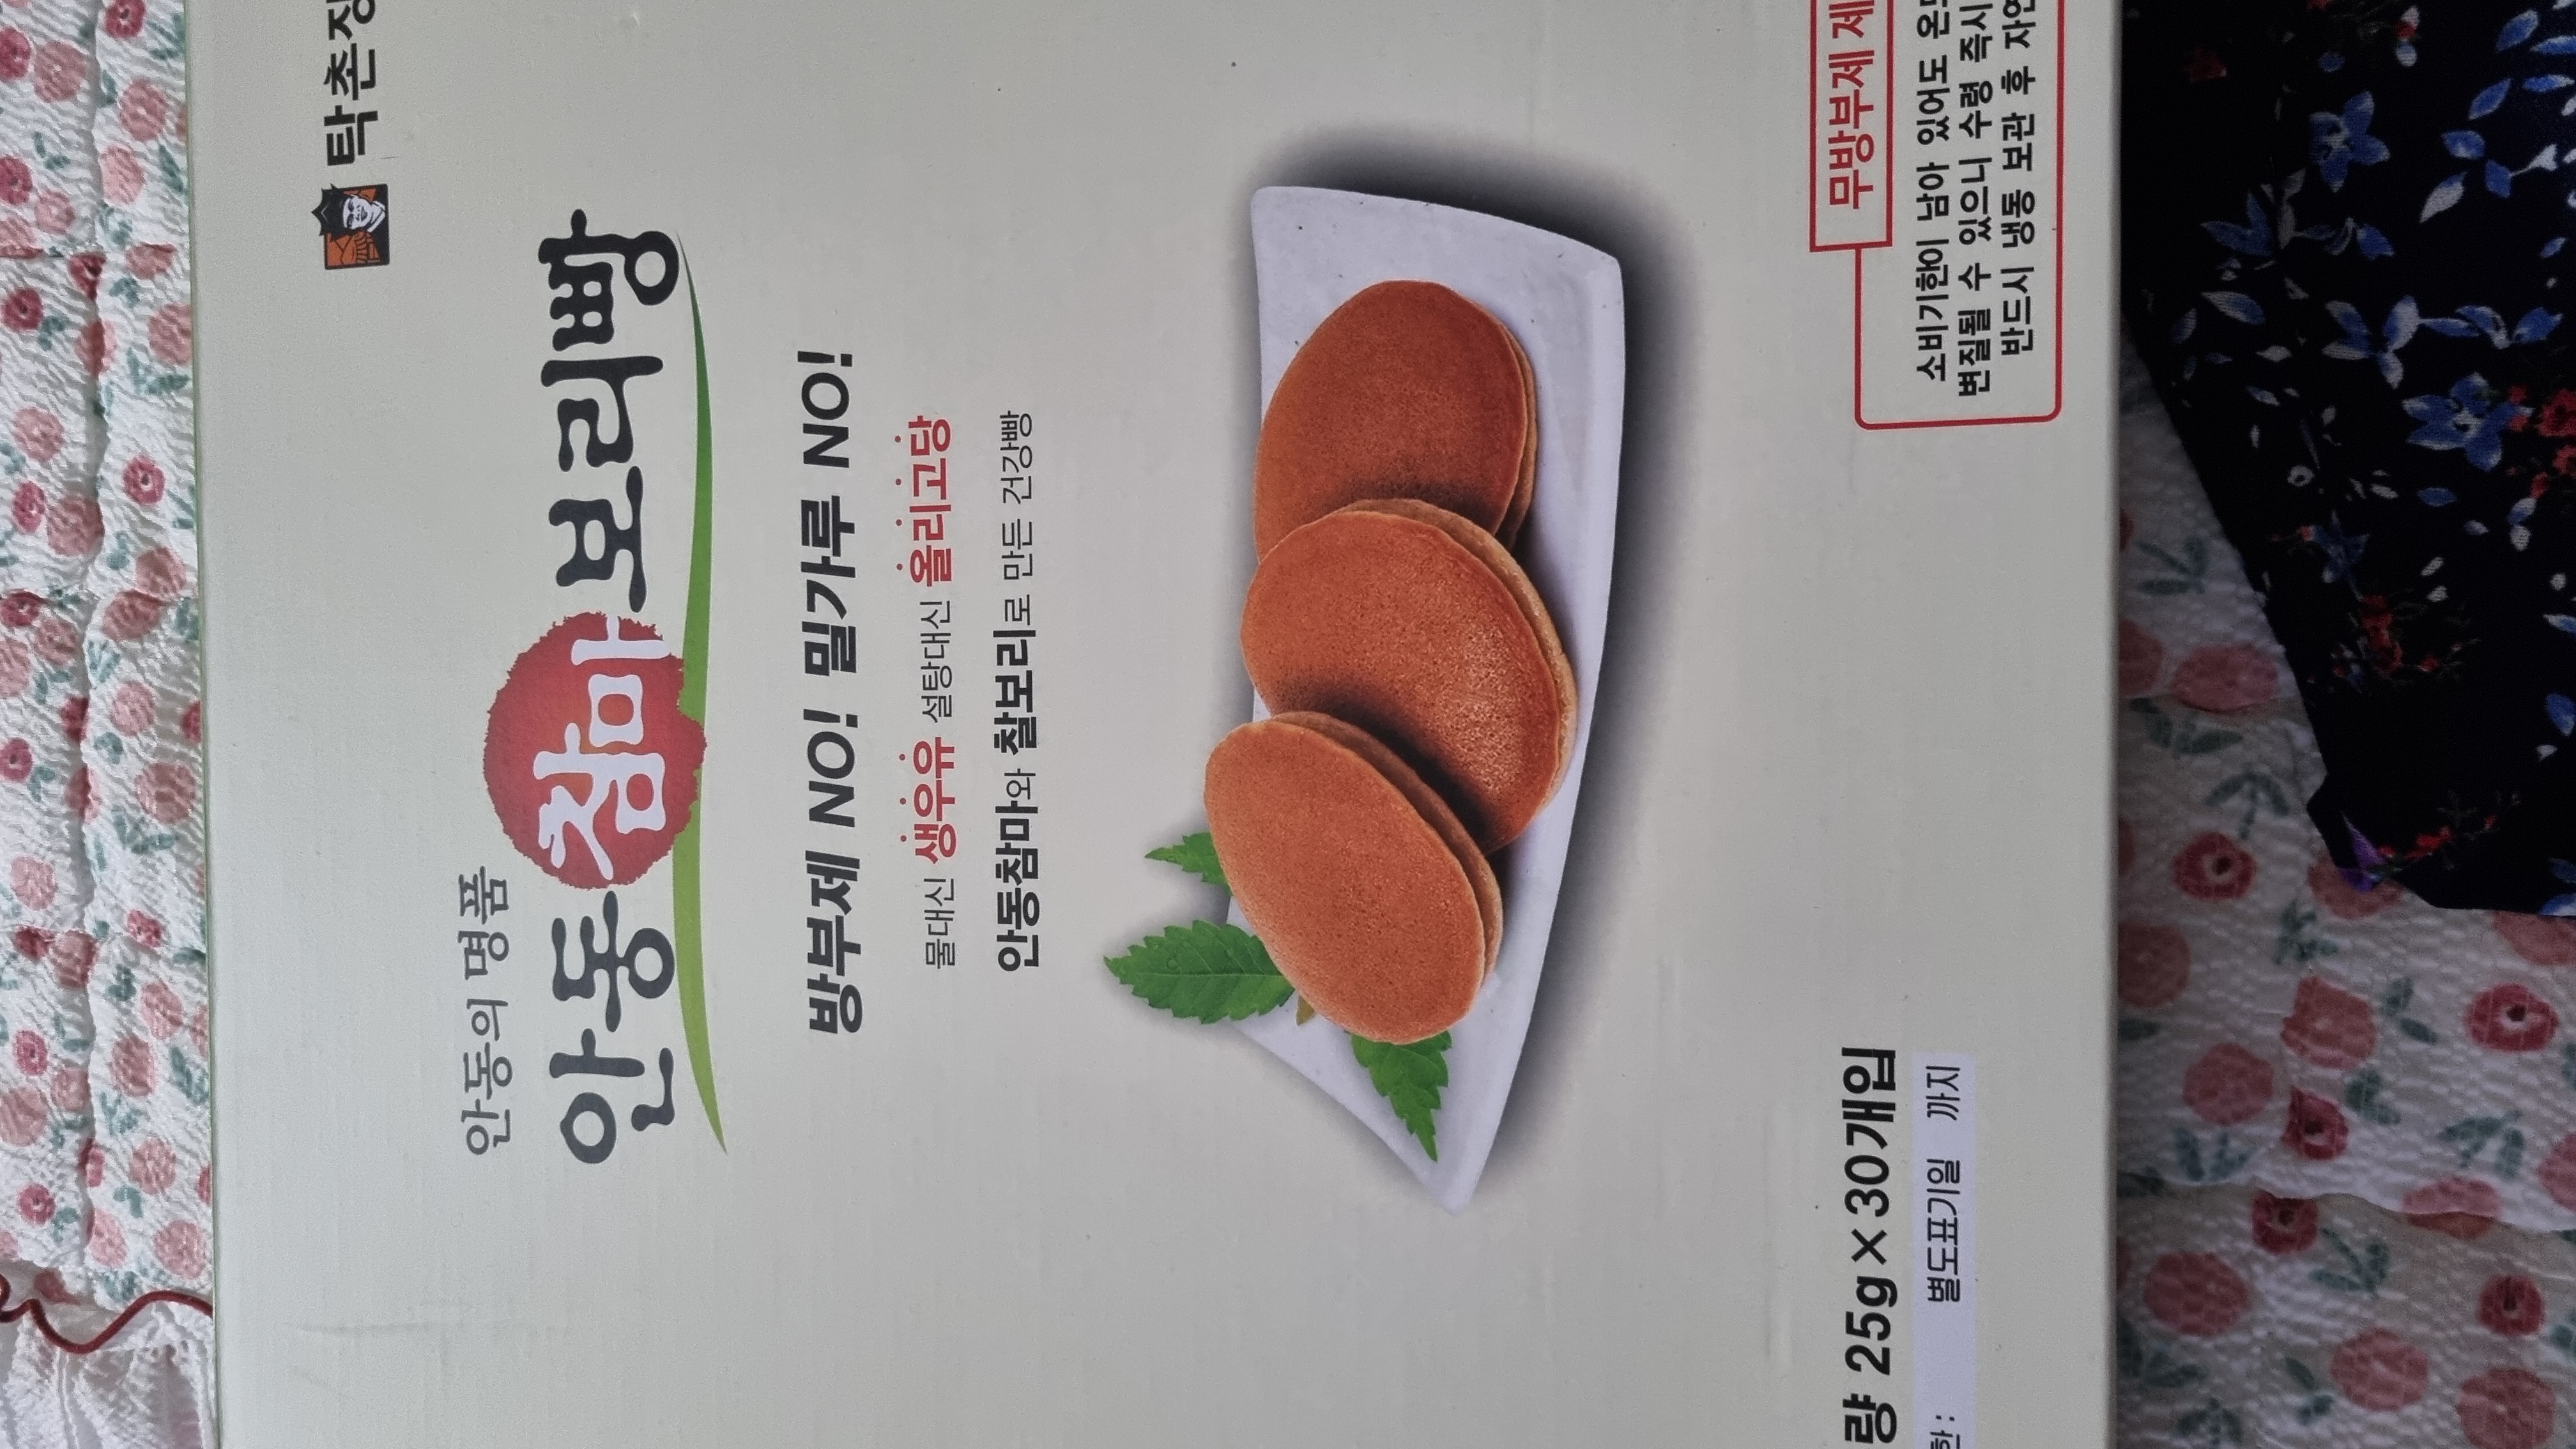 탁촌장
안동의 명품
안동참마보리빵
방부제 NO! 밀가루 NO!
물대신 생우유 설탕대신 올리고당
안동참마와 찰보리로 만든 건강빵
량 25g×30개입
한 : 별도표기일 까지
무방부제 제
소비기한이 남아 있어도 온도
변질될 수 있으니 수령 즉시
반드시 냉동 보관 후 자연